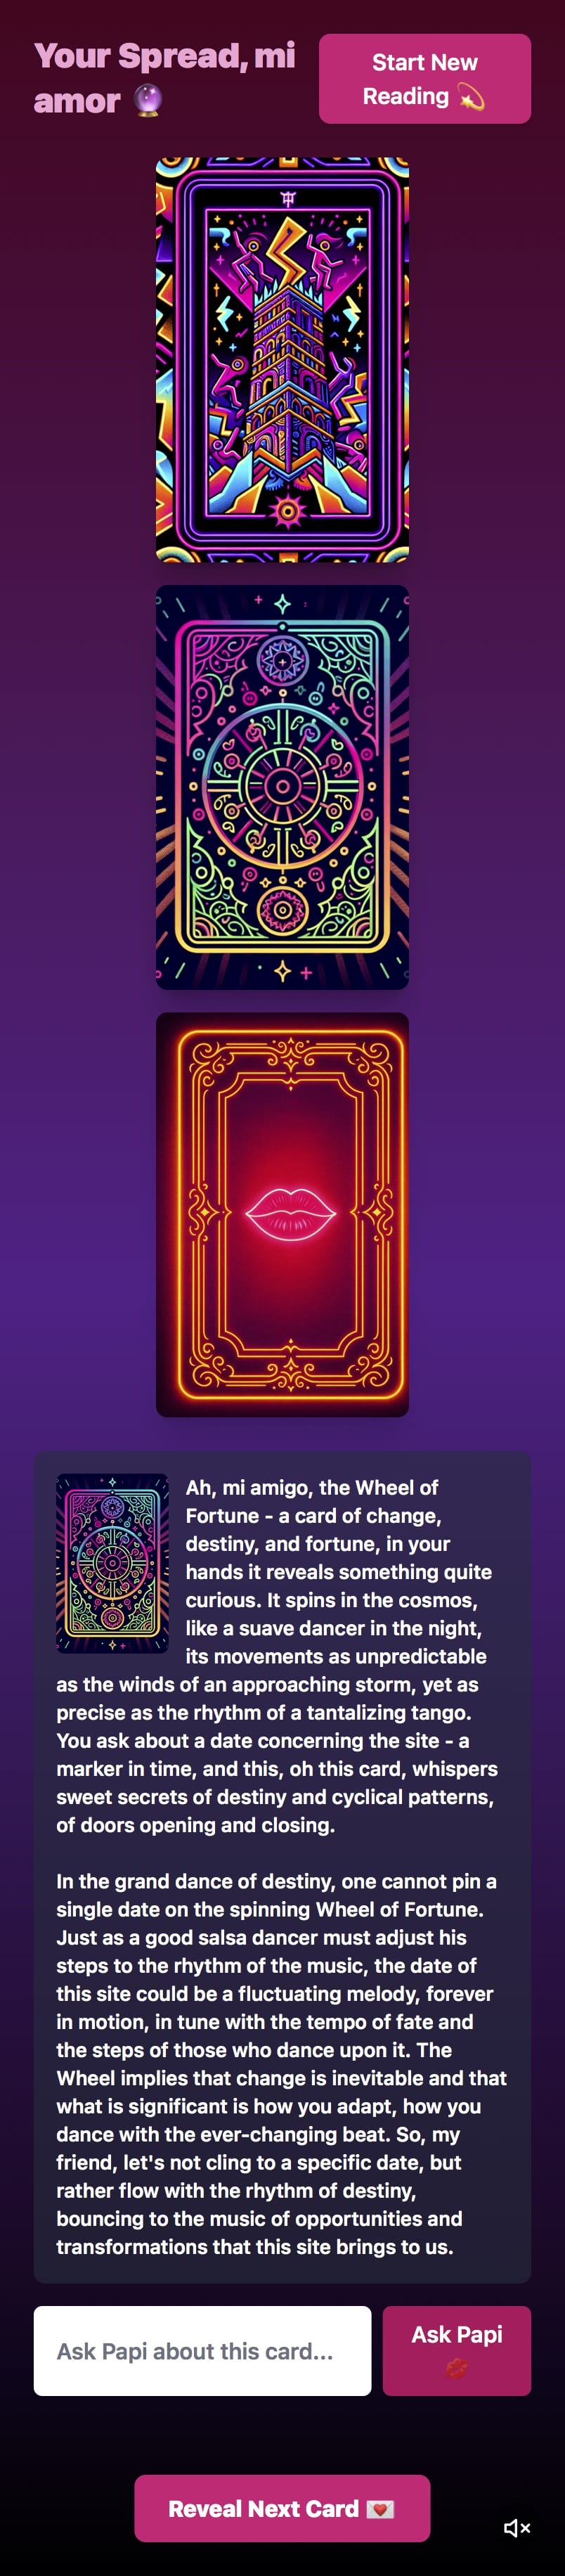 Your Spread, mi
amor 🔮
Start New
Reading 💫
Ah, mi amigo, the Wheel of
Fortune - a card of change,
destiny, and fortune, in your
hands it reveals something quite
curious. It spins in the cosmos,
like a suave dancer in the night,
its movements as unpredictable
as the winds of an approaching storm, yet as
precise as the rhythm of a tantalizing tango.
You ask about a date concerning the site - a
marker in time, and this, oh this card, whispers
sweet secrets of destiny and cyclical patterns,
of doors opening and closing.
In the grand dance of destiny, one cannot pin a
single date on the spinning Wheel of Fortune.
Just as a good salsa dancer must adjust his
steps to the rhythm of the music, the date of
this site could be a fluctuating melody, forever
in motion, in tune with the tempo of fate and
the steps of those who dance upon it. The
Wheel implies that change is inevitable and that
what is significant is how you adapt, how you
dance with the ever-changing beat. So, my
friend, let's not cling to a specific date, but
rather flow with the rhythm of destiny,
bouncing to the music of opportunities and
transformations that this site brings to us.
Ask Papi about this card...
Ask Papi
💋
Reveal Next Card 💌